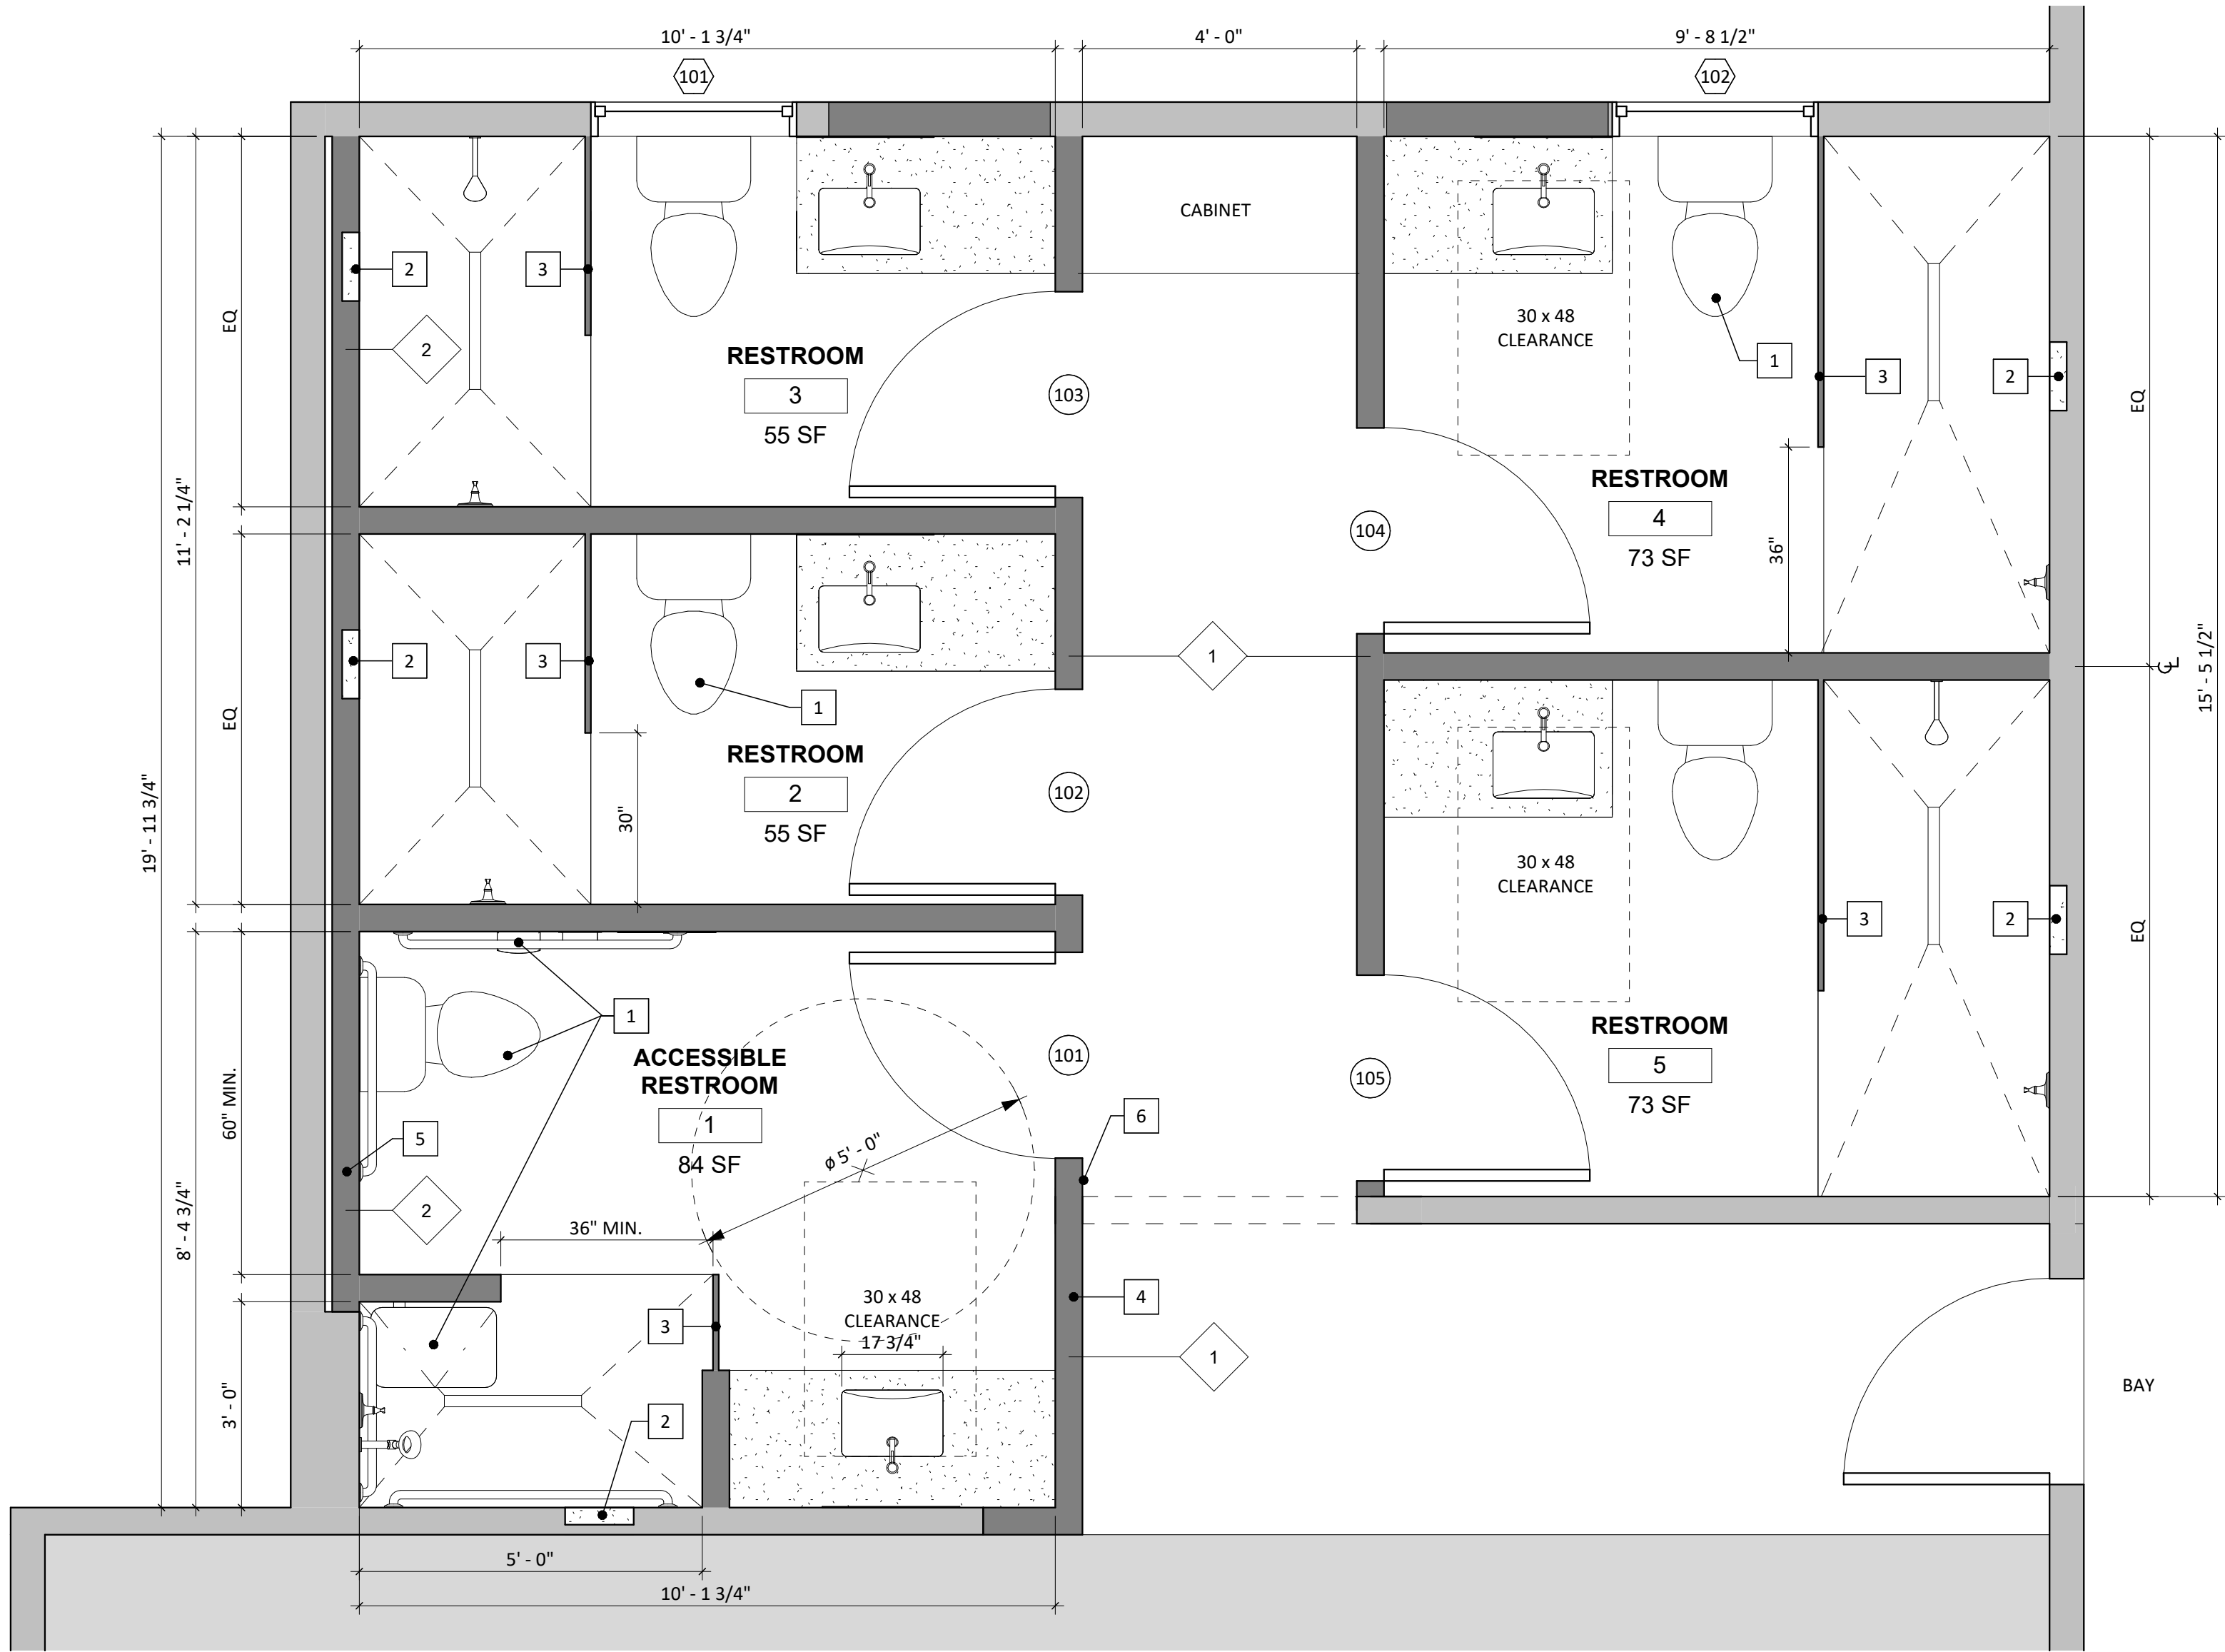 10' - 1 3/4"
4' - 0"
9' - 8 1/2"
101
102
CABINET
2
3
2
EQ
RESTROOM
3
55 SF
103
30 x 48
CLEARANCE
1
3
2
EQ
RESTROOM
4
73 SF
104
36"
11' - 2 1/4"
15' - 5 1/2"
CL
2
3
1
1
EQ
RESTROOM
2
55 SF
30"
102
19' - 11 3/4"
30 x 48
CLEARANCE
3
2
EQ
RESTROOM
5
73 SF
105
1
ACCESSIBLE
RESTROOM
1
84 SF
101
60" MIN.
5
2
ø 5' - 0"
6
8' - 4 3/4"
36" MIN.
30 x 48
CLEARANCE
17 3/4"
3
4
1
3' - 0"
2
BAY
5' - 0"
10' - 1 3/4"